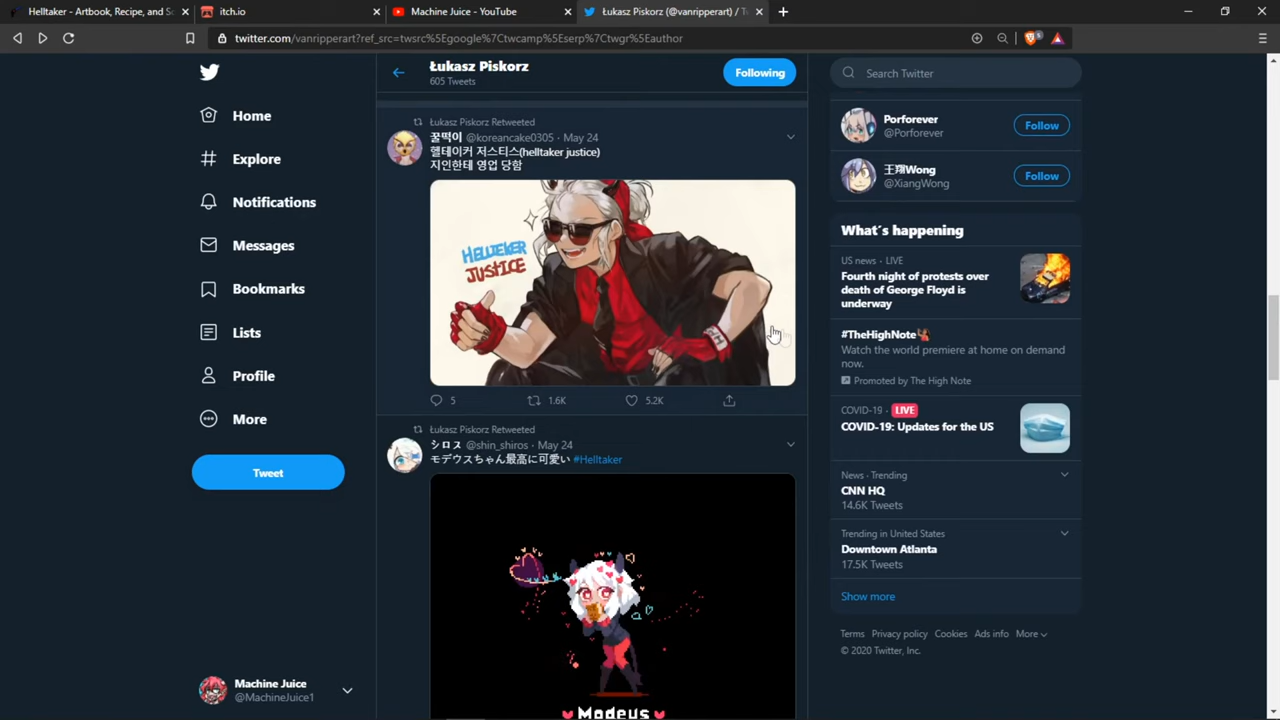 Helltaker - Artbook, Recipe, and S
itch.io
Machine Juice - YouTube
Łukasz Piskorz (@vanripperart) / T
twitter.com/vanripperart?ref_src=twsrc%5Egoogle%7Ctwcamp%5Eserp%7Ctwgr%5Eauthor
Home
Explore
Notifications
Messages
Bookmarks
Lists
Profile
More
Tweet
Machine Juice
@MachineJuice1
Łukasz Piskorz
605 Tweets
Following
Łukasz Piskorz Retweeted
꿀떡이 @koreancake0305 · May 24
핼테이커 저스티스(helltaker justice)
지인한테 영업 당함
HELLTEKER
JUSTICE
5 1.6K 5.2K
Łukasz Piskorz Retweeted
シロス @shin_shiros · May 24
モデウスちゃん最高に可愛い #Helltaker
Modeus
Search Twitter
Porforever
@Porforever
Follow
王翔Wong
@XiangWong
Follow
What's happening
US news · LIVE
Fourth night of protests over
death of George Floyd is
underway
#TheHighNote
Watch the world premiere at home on demand
now.
Promoted by The High Note
COVID-19 · LIVE
COVID-19: Updates for the US
News · Trending
CNN HQ
14.6K Tweets
Trending in United States
Downtown Atlanta
17.5K Tweets
Show more
Terms Privacy policy Cookies Ads info More
© 2020 Twitter, Inc.